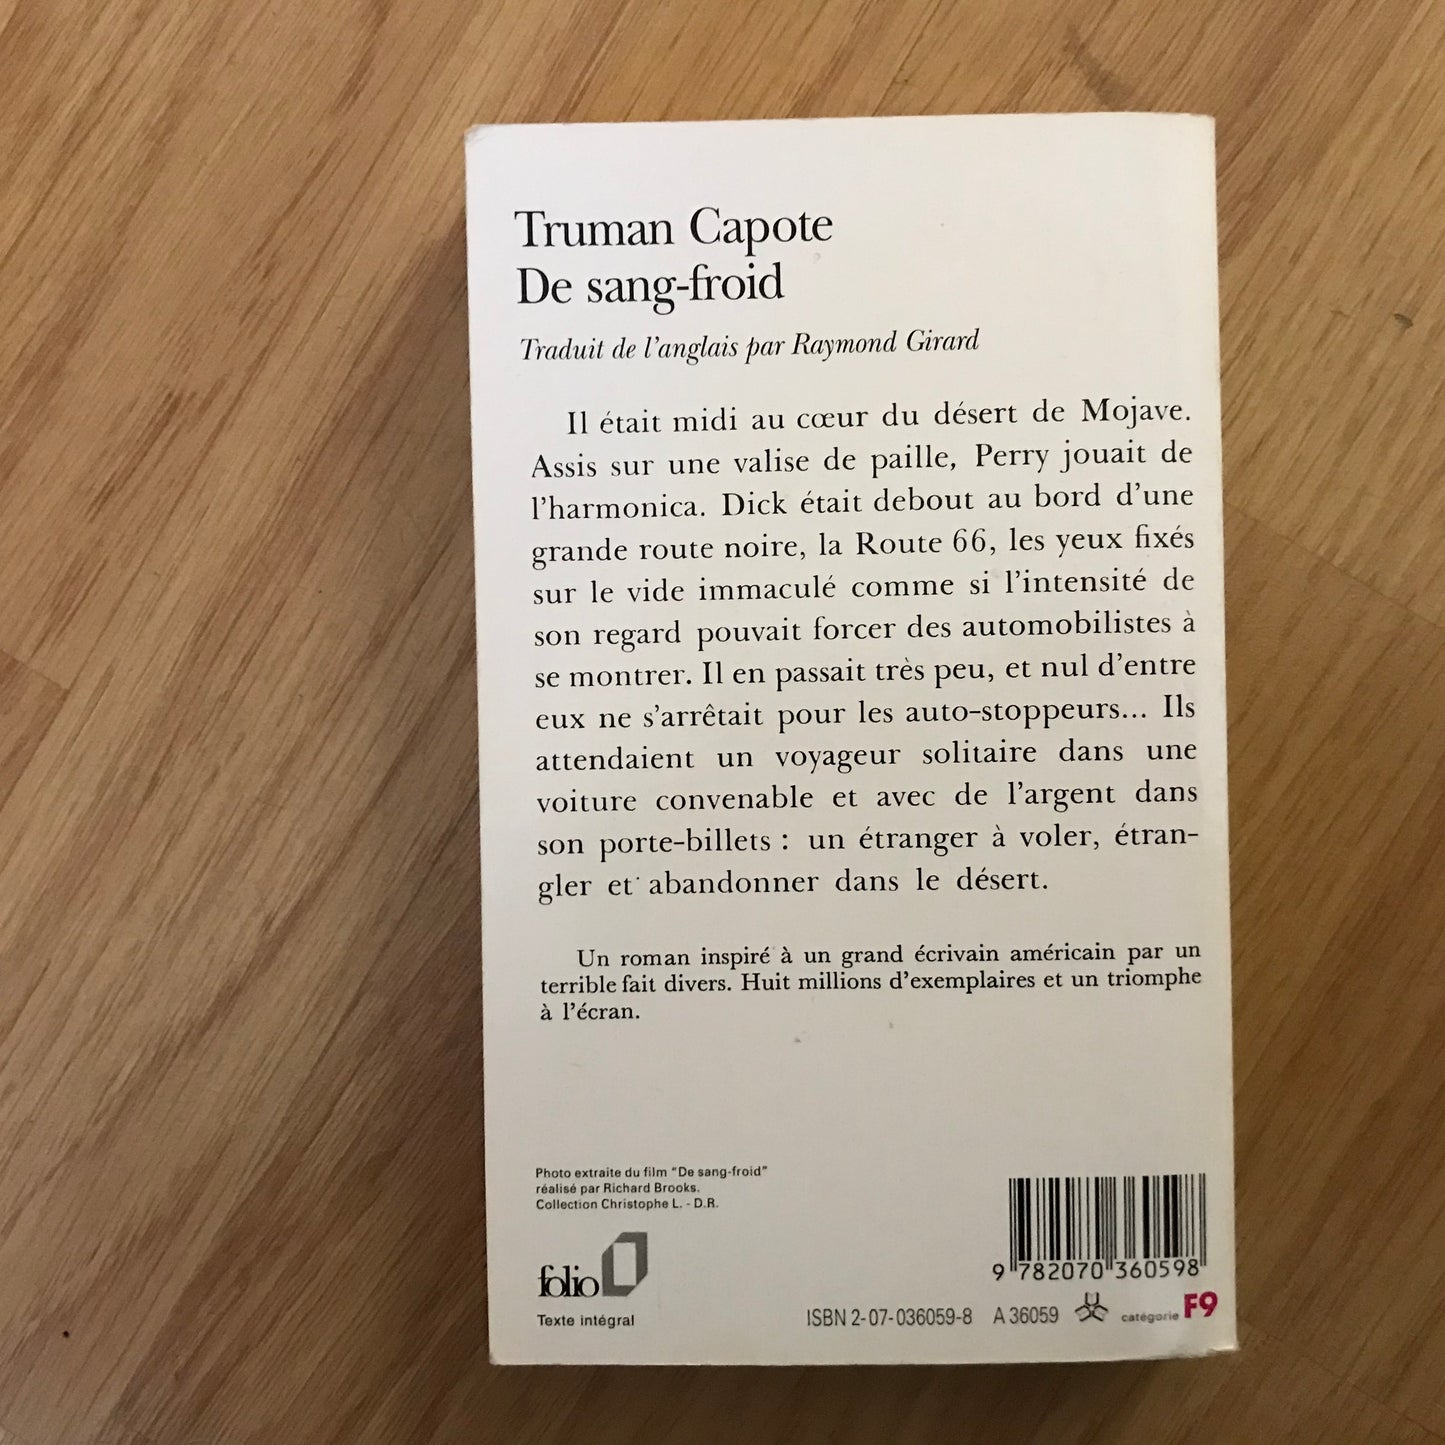 Truman Capote
De sang-froid
Traduit de l'anglais par Raymond Girard
Il était midi au cœur du désert de Mojave.
Assis sur une valise de paille, Perry jouait de
l'harmonica. Dick était debout au bord d'une
grande route noire, la Route 66, les yeux fixés
sur le vide immaculé comme si l'intensité de
son regard pouvait forcer des automobilistes à
se montrer. Il en passait très peu, et nul d'entre
eux ne s'arrêtait pour les auto-stoppeurs... Ils
attendaient un voyageur solitaire dans une
voiture convenable et avec de l'argent dans
son porte-billets : un étranger à voler, étran-
gler et abandonner dans le désert.
Un roman inspiré à un grand écrivain américain par un
terrible fait divers. Huit millions d'exemplaires et un triomphe
à l'écran.
Photo extraite du film "De sang-froid"
réalisé par Richard Brooks.
Collection Christophe L. - D.R.
folio
Texte intégral
9 782070 360598
ISBN 2-07-036059-8 A 36059 catégorie F9